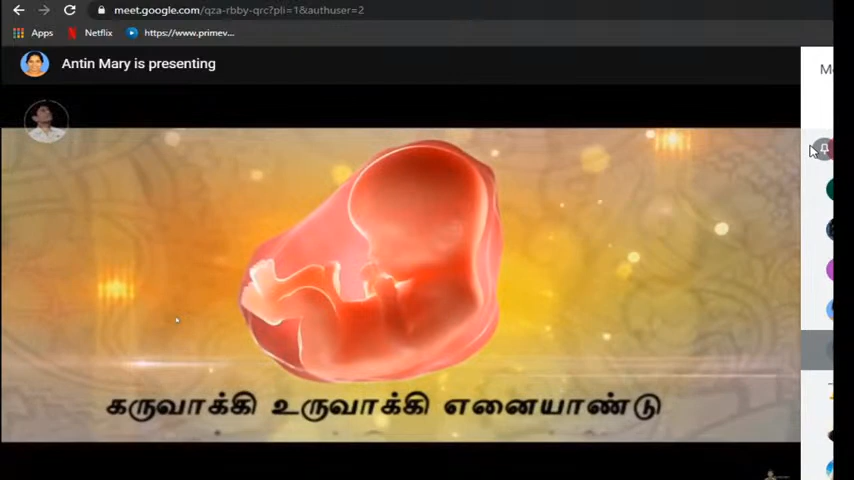 meet.google.com/qza-rbby-qrc?pli=1&authuser=2
Apps Netflix https://www.primev...
Antin Mary is presenting
கருவாக்கி உருவாக்கி எனையாண்டு